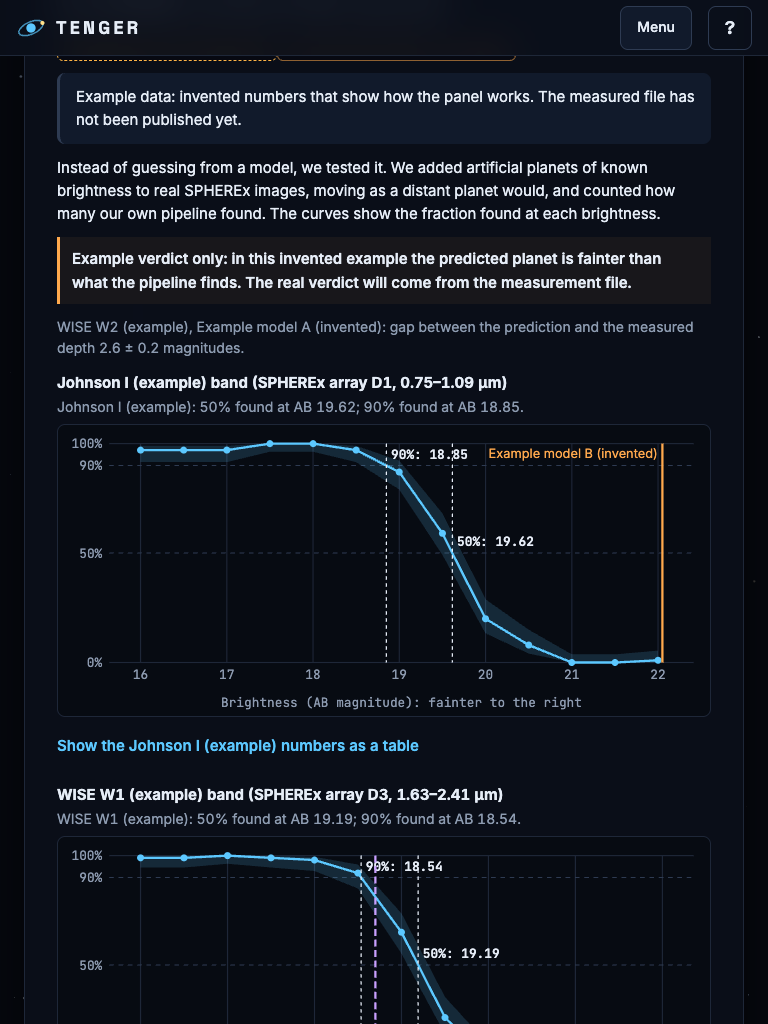 TENGER
Menu
?
Example data: invented numbers that show how the panel works. The measured file has
not been published yet.
Instead of guessing from a model, we tested it. We added artificial planets of known
brightness to real SPHEREx images, moving as a distant planet would, and counted how
many our own pipeline found. The curves show the fraction found at each brightness.
Example verdict only: in this invented example the predicted planet is fainter than
what the pipeline finds. The real verdict will come from the measurement file.
WISE W2 (example), Example model A (invented): gap between the prediction and the measured
depth 2.6 ± 0.2 magnitudes.
Johnson I (example) band (SPHEREx array D1, 0.75–1.09 µm)
Johnson I (example): 50% found at AB 19.62; 90% found at AB 18.85.
100%
90%: 18.85
Example model B (invented)
90%
50%: 19.62
50%
0%
16 17 18 19 20 21 22
Brightness (AB magnitude): fainter to the right
Show the Johnson I (example) numbers as a table
WISE W1 (example) band (SPHEREx array D3, 1.63–2.41 µm)
WISE W1 (example): 50% found at AB 19.19; 90% found at AB 18.54.
100%
90%: 18.54
90%
50%: 19.19
50%